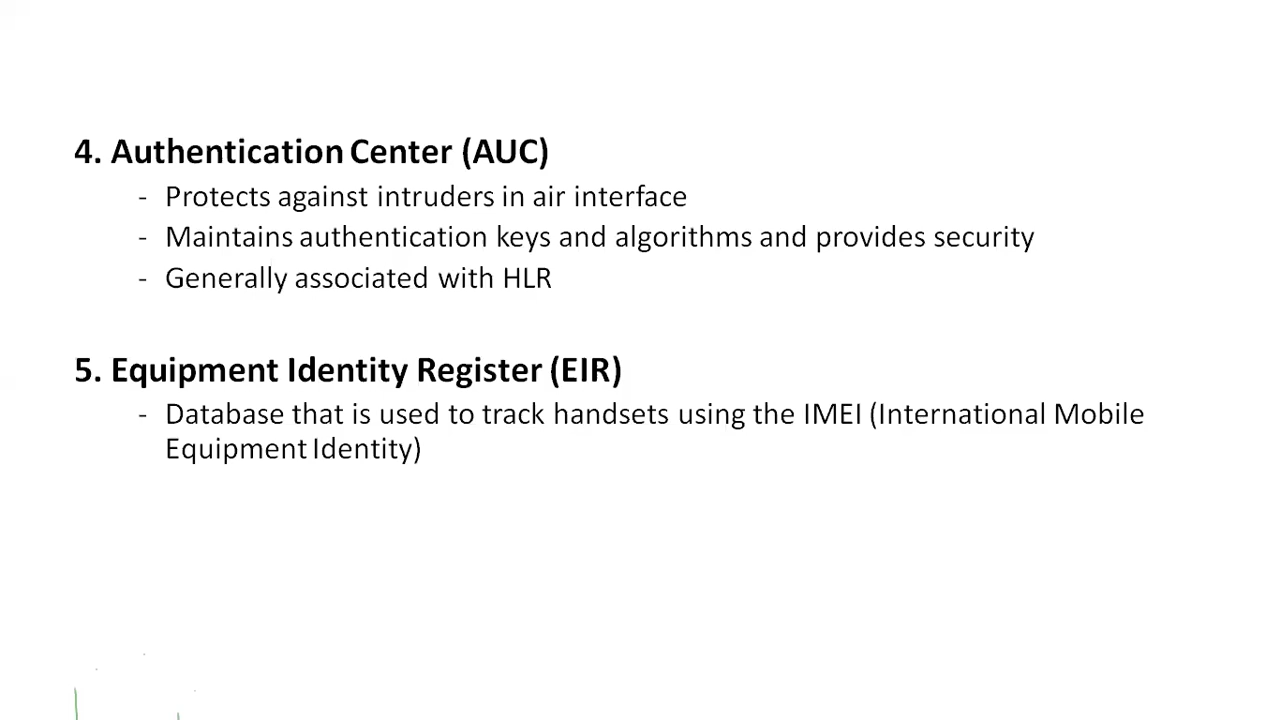 4. Authentication Center (AUC)
- Protects against intruders in air interface
- Maintains authentication keys and algorithms and provides security
- Generally associated with HLR
5. Equipment Identity Register (EIR)
- Database that is used to track handsets using the IMEI (International Mobile
Equipment Identity)